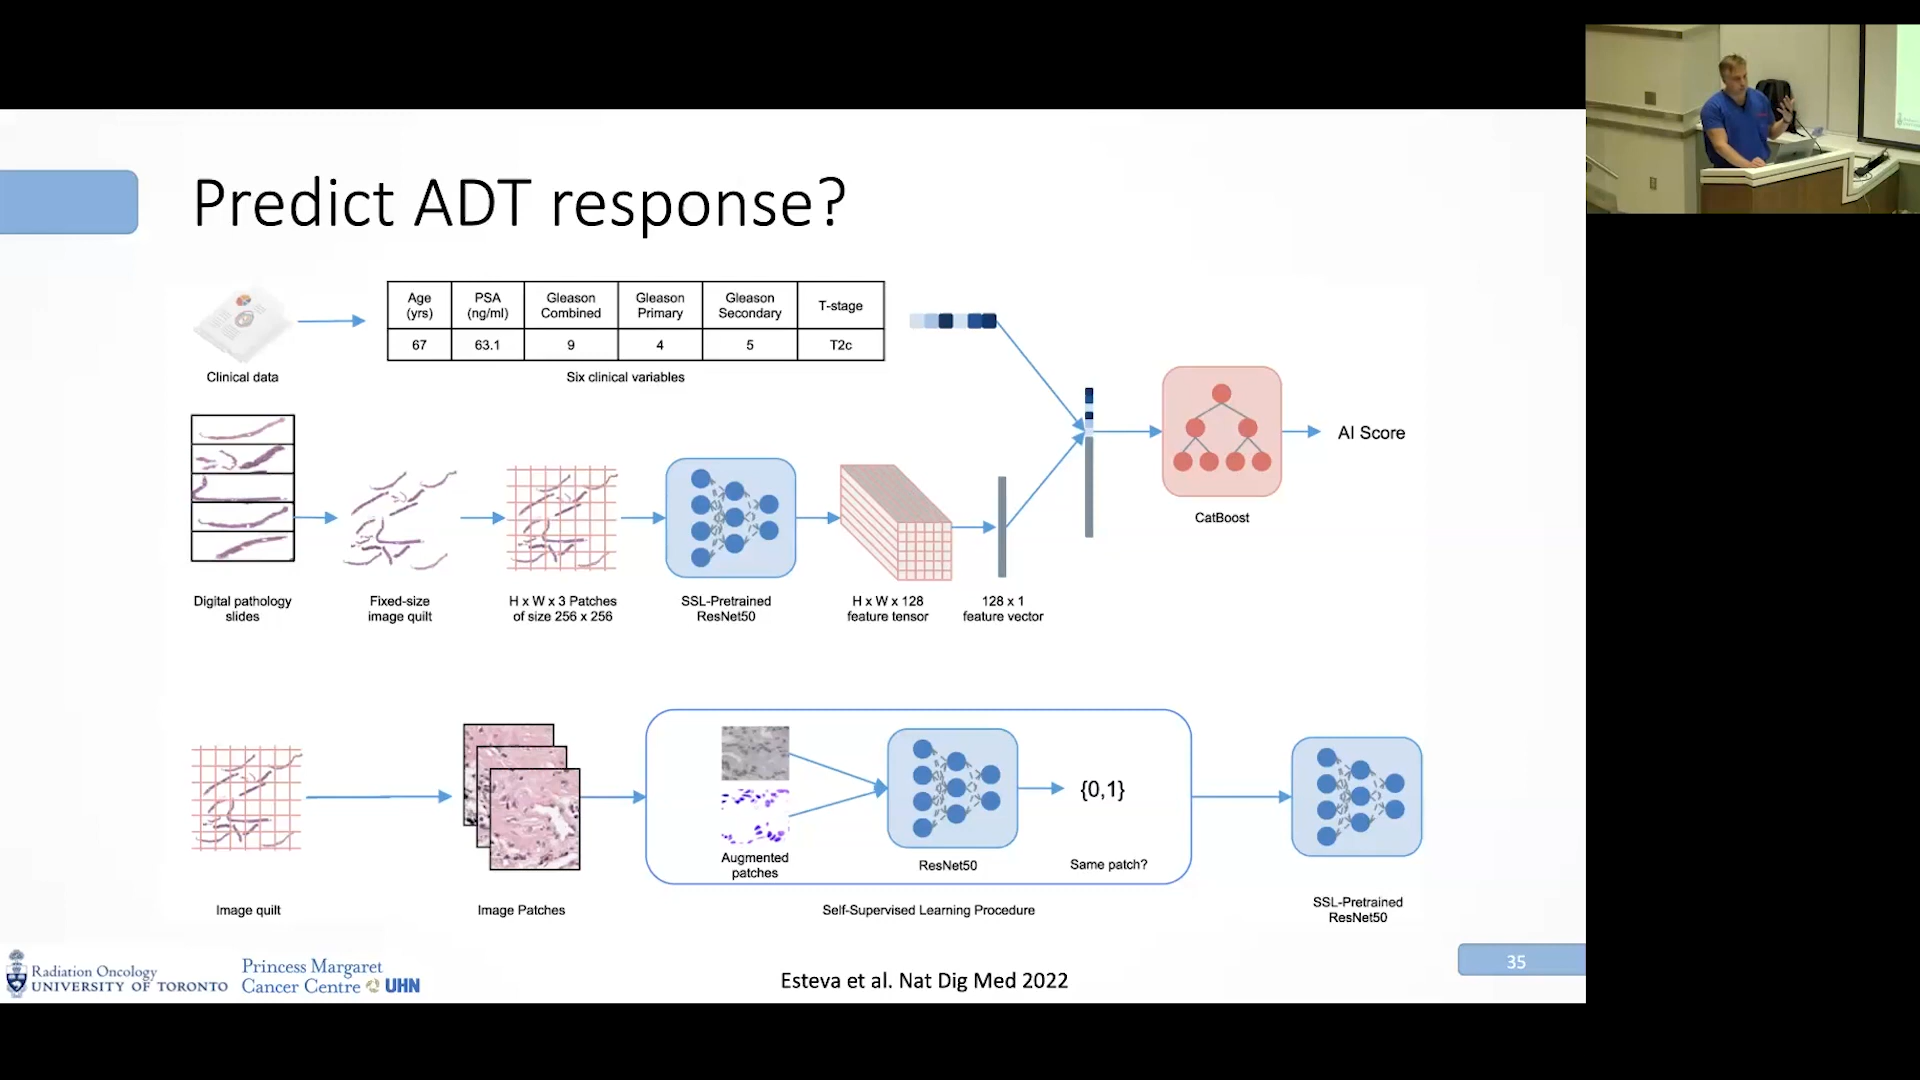 Predict ADT response?
Age
(yrs)
PSA
(ng/ml)
Gleason
Combined
Gleason
Primary
Gleason
Secondary
T-stage
67
63.1
9
4
5
T2c
Clinical data
Six clinical variables
AI Score
CatBoost
Digital pathology
slides
Fixed-size
image quilt
H x W x 3 Patches
of size 256 x 256
SSL-Pretrained
ResNet50
H x W x 128
feature tensor
128 x 1
feature vector
{0,1}
Augmented
patches
ResNet50
Same patch?
Image quilt
Image Patches
Self-Supervised Learning Procedure
SSL-Pretrained
ResNet50
Radiation Oncology
UNIVERSITY OF TORONTO
Princess Margaret
Cancer Centre UHN
Esteva et al. Nat Dig Med 2022
35